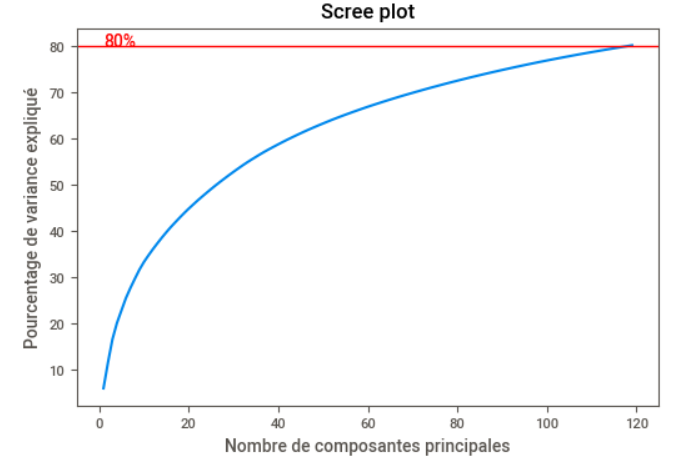 Scree plot
80%
80
70
60
50
40
30
20
10
Pourcentage de variance expliqué
0 20 40 60 80 100 120
Nombre de composantes principales